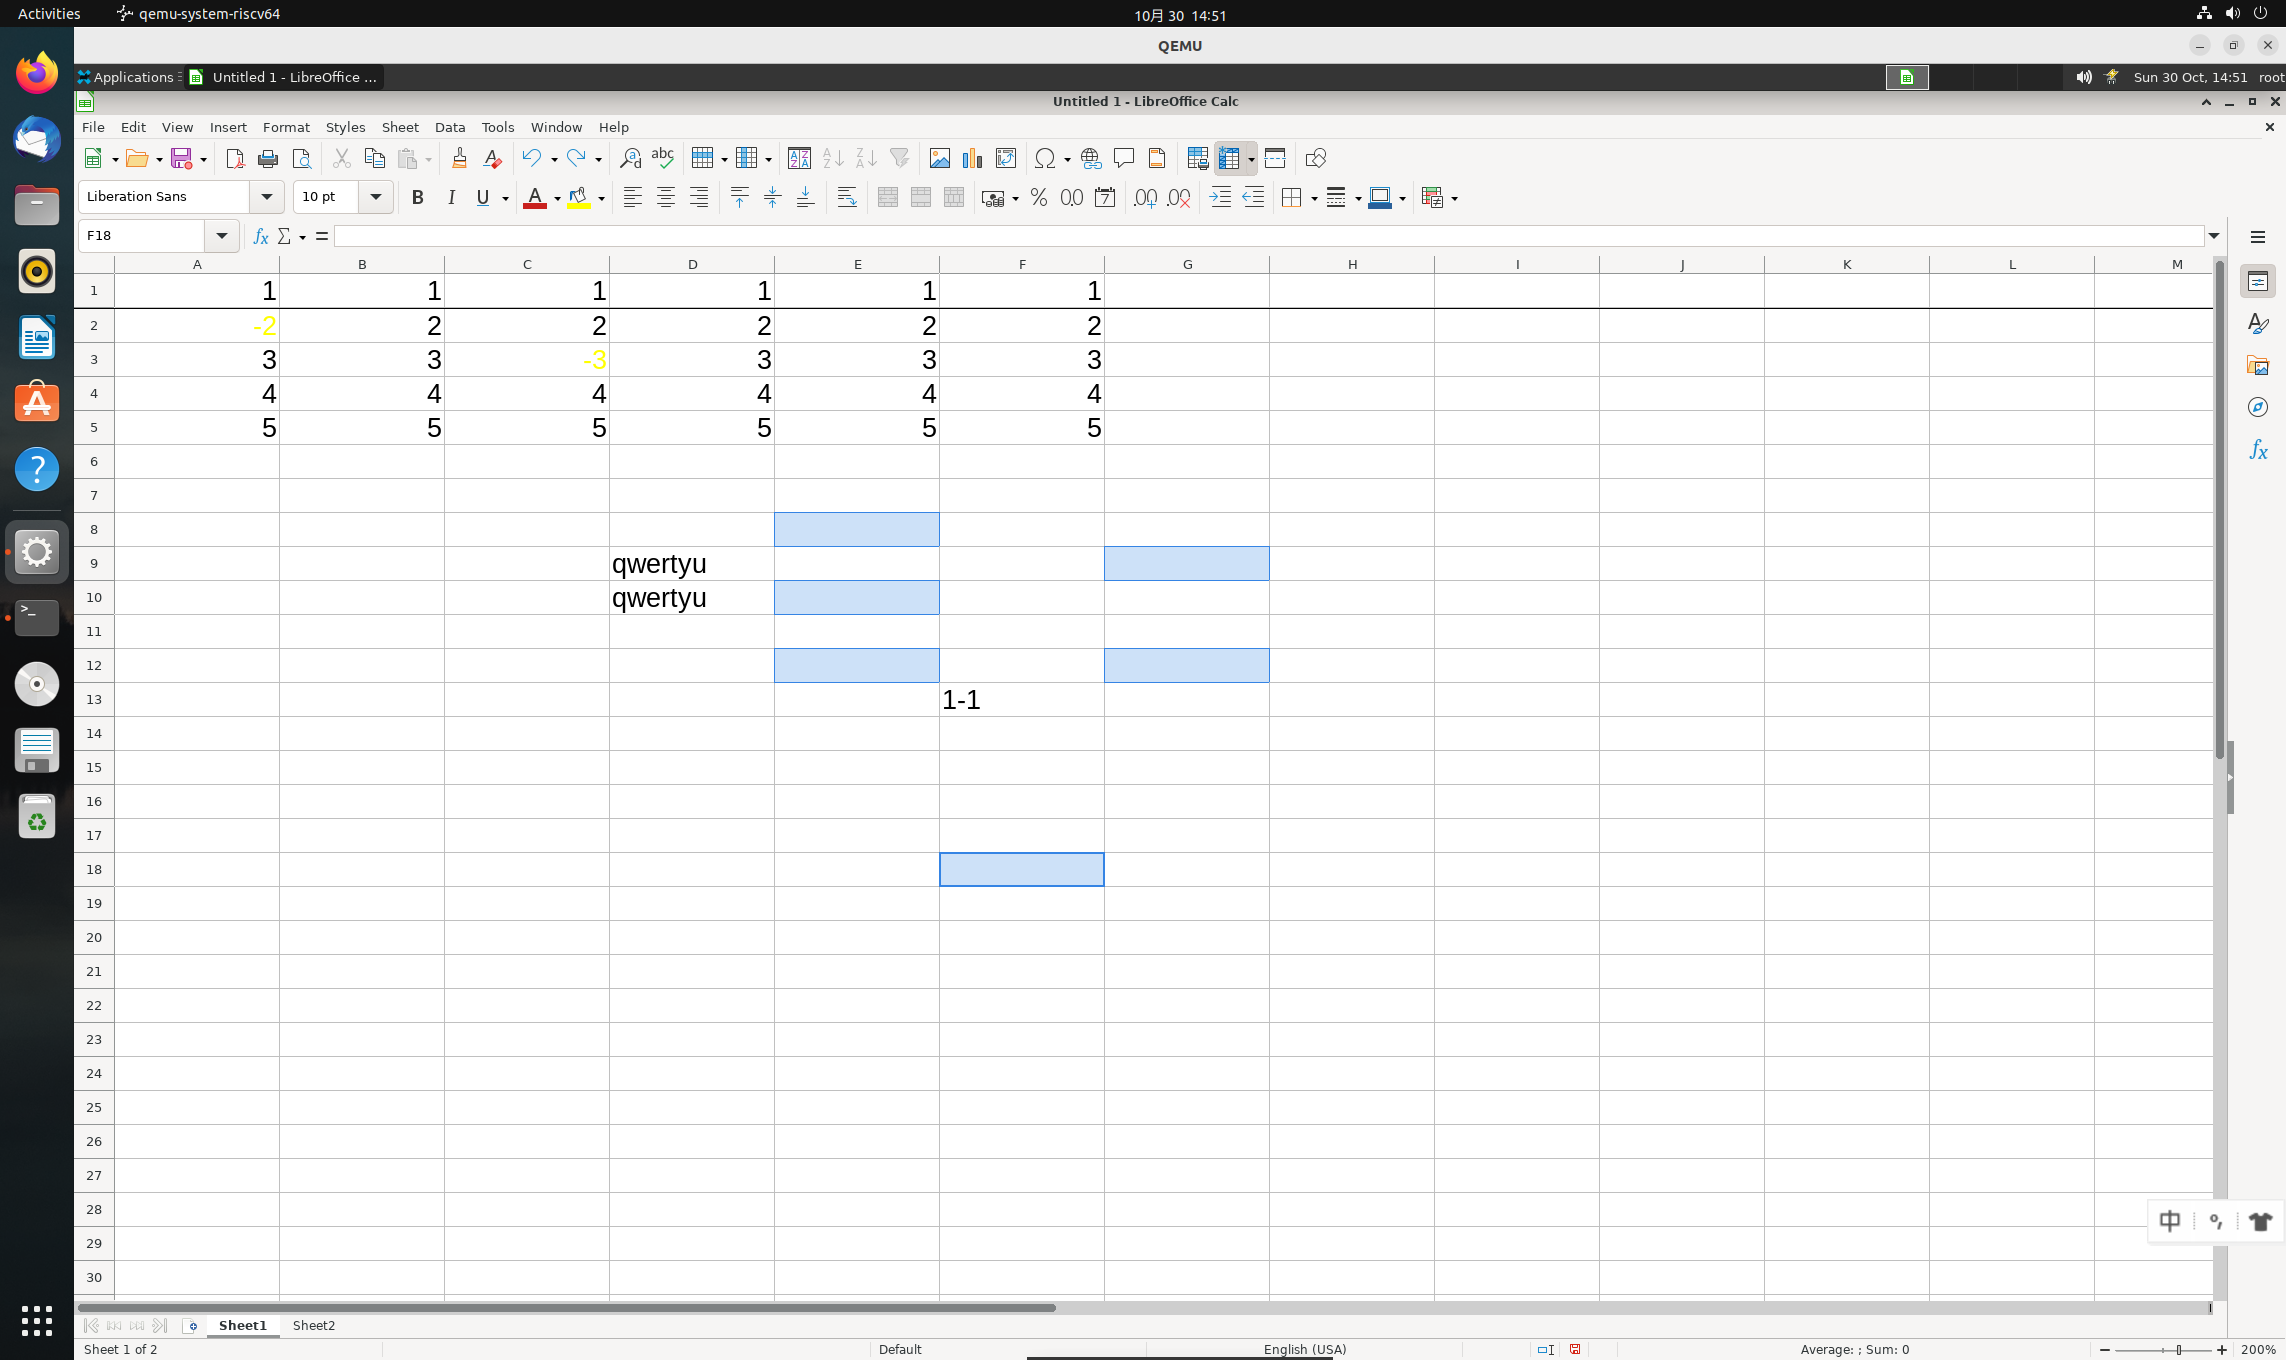 Activities qemu-system-riscv64 10月 30 14:51
QEMU
Applications Untitled 1 - LibreOffice ... Sun 30 Oct, 14:51 root
Untitled 1 - LibreOffice Calc
File Edit View Insert Format Styles Sheet Data Tools Window Help
Liberation Sans 10 pt
F18
A B C D E F G H I J K L M
1 1 1 1 1 1 1
2 -2 2 2 2 2 2
3 3 3 -3 3 3 3
4 4 4 4 4 4 4
5 5 5 5 5 5 5
6
7
8
9 qwertyu
10 qwertyu
11
12
13 1-1
14
15
16
17
18
19
20
21
22
23
24
25
26
27
28
中
29
30
Sheet1 Sheet2
Sheet 1 of 2 Default English (USA) Average: ; Sum: 0 200%